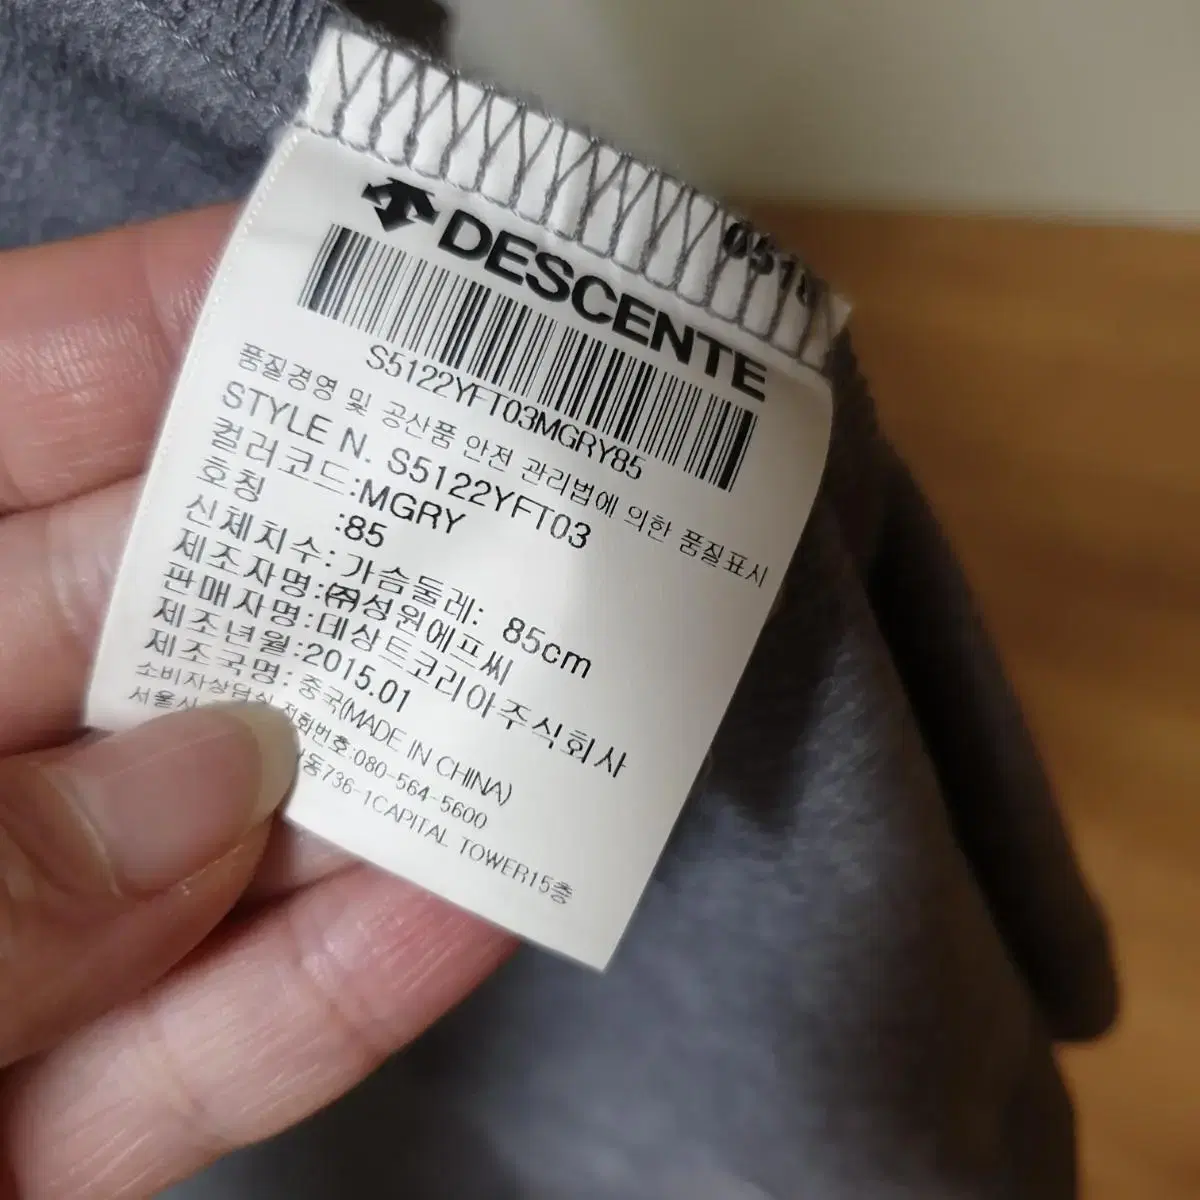 0518
DESCENTE
S5122YFT03MGRY85
품질경영 및 공산품 안전 관리법에 의한 품질표시
STYLE N. S5122YFT03
컬러코드:MGRY
호칭 :85
신체치수: 가슴둘레: 85cm
제조자명:㈜성원에프씨
판매자명:데상트코리아주식회사
제조년월:2015.01
제조국명: 중국(MADE IN CHINA)
소비자상담실 전화번호:080-564-5600
서울시 동736-1CAPITAL TOWER15층